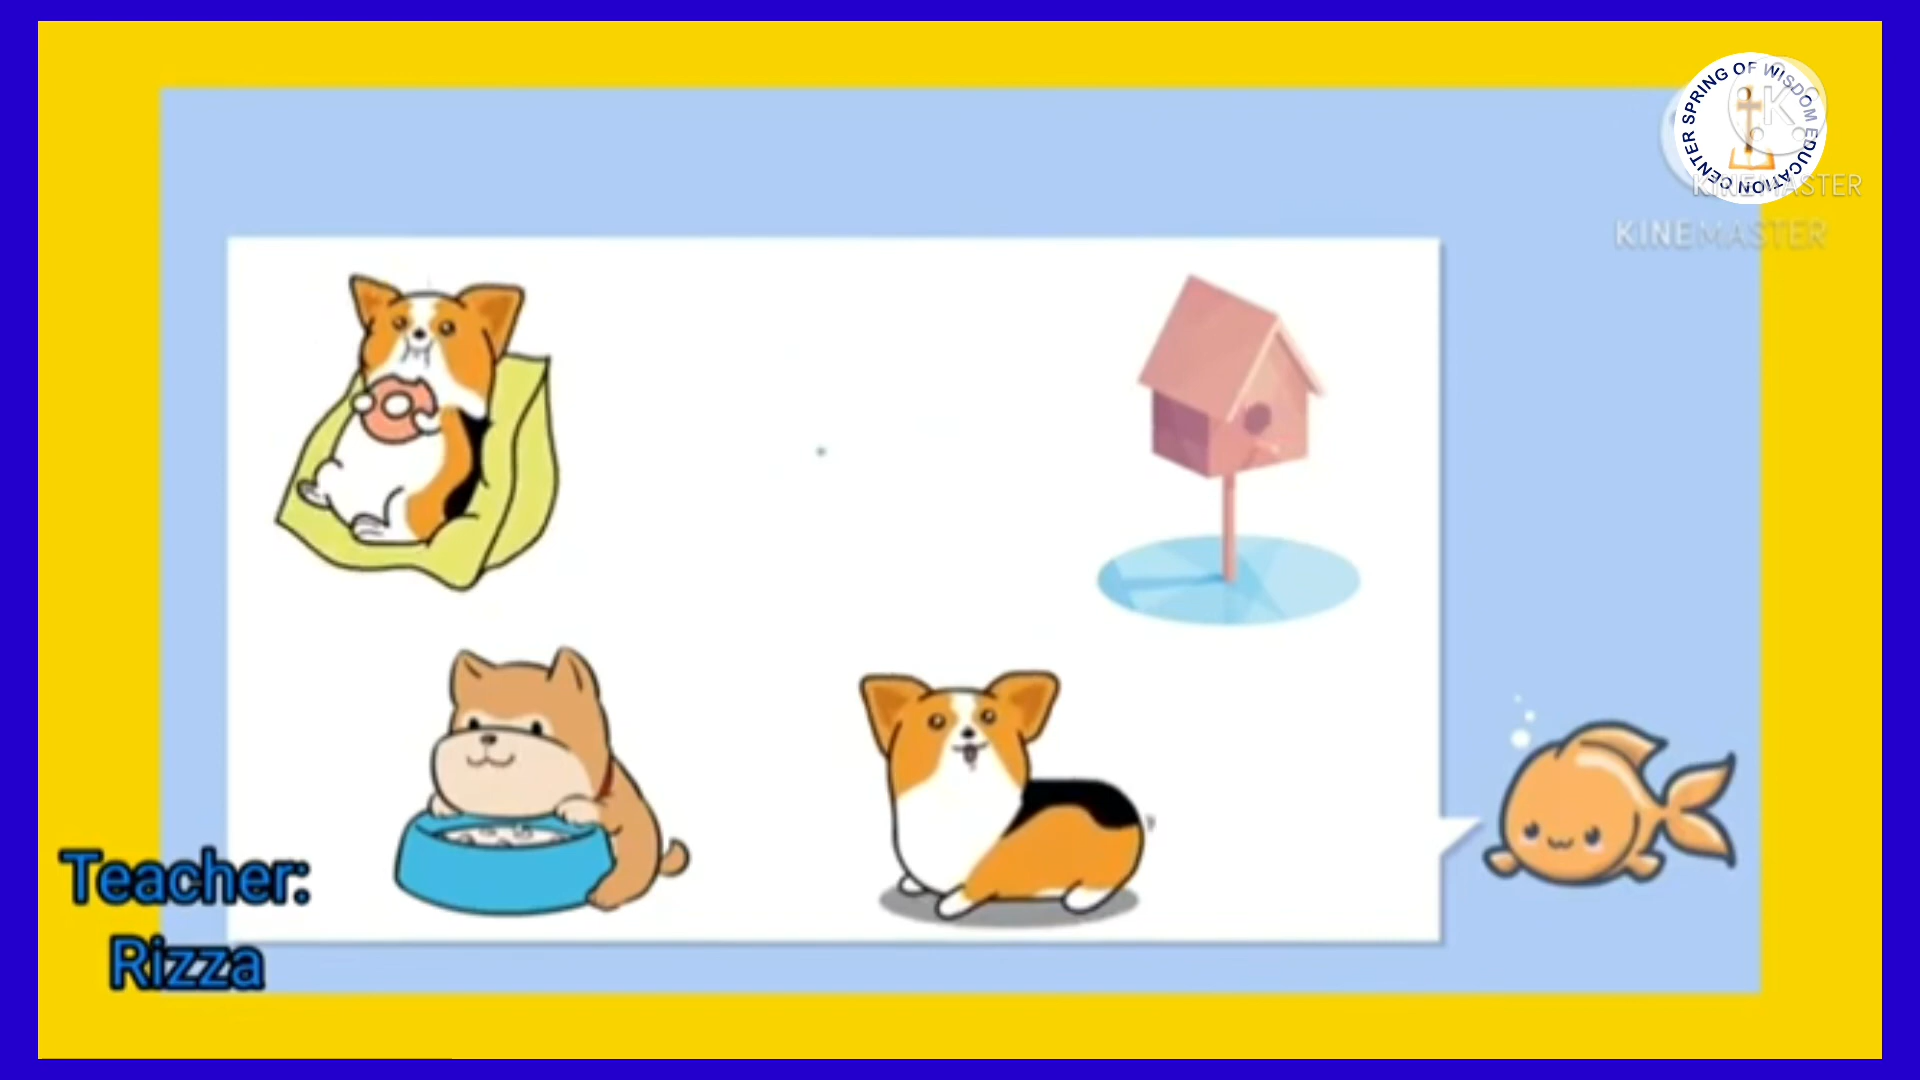 SPRING OF WISDOM EDUCATION CENTER
KINEMASTER
KINEMASTER
Teacher:
Rizza